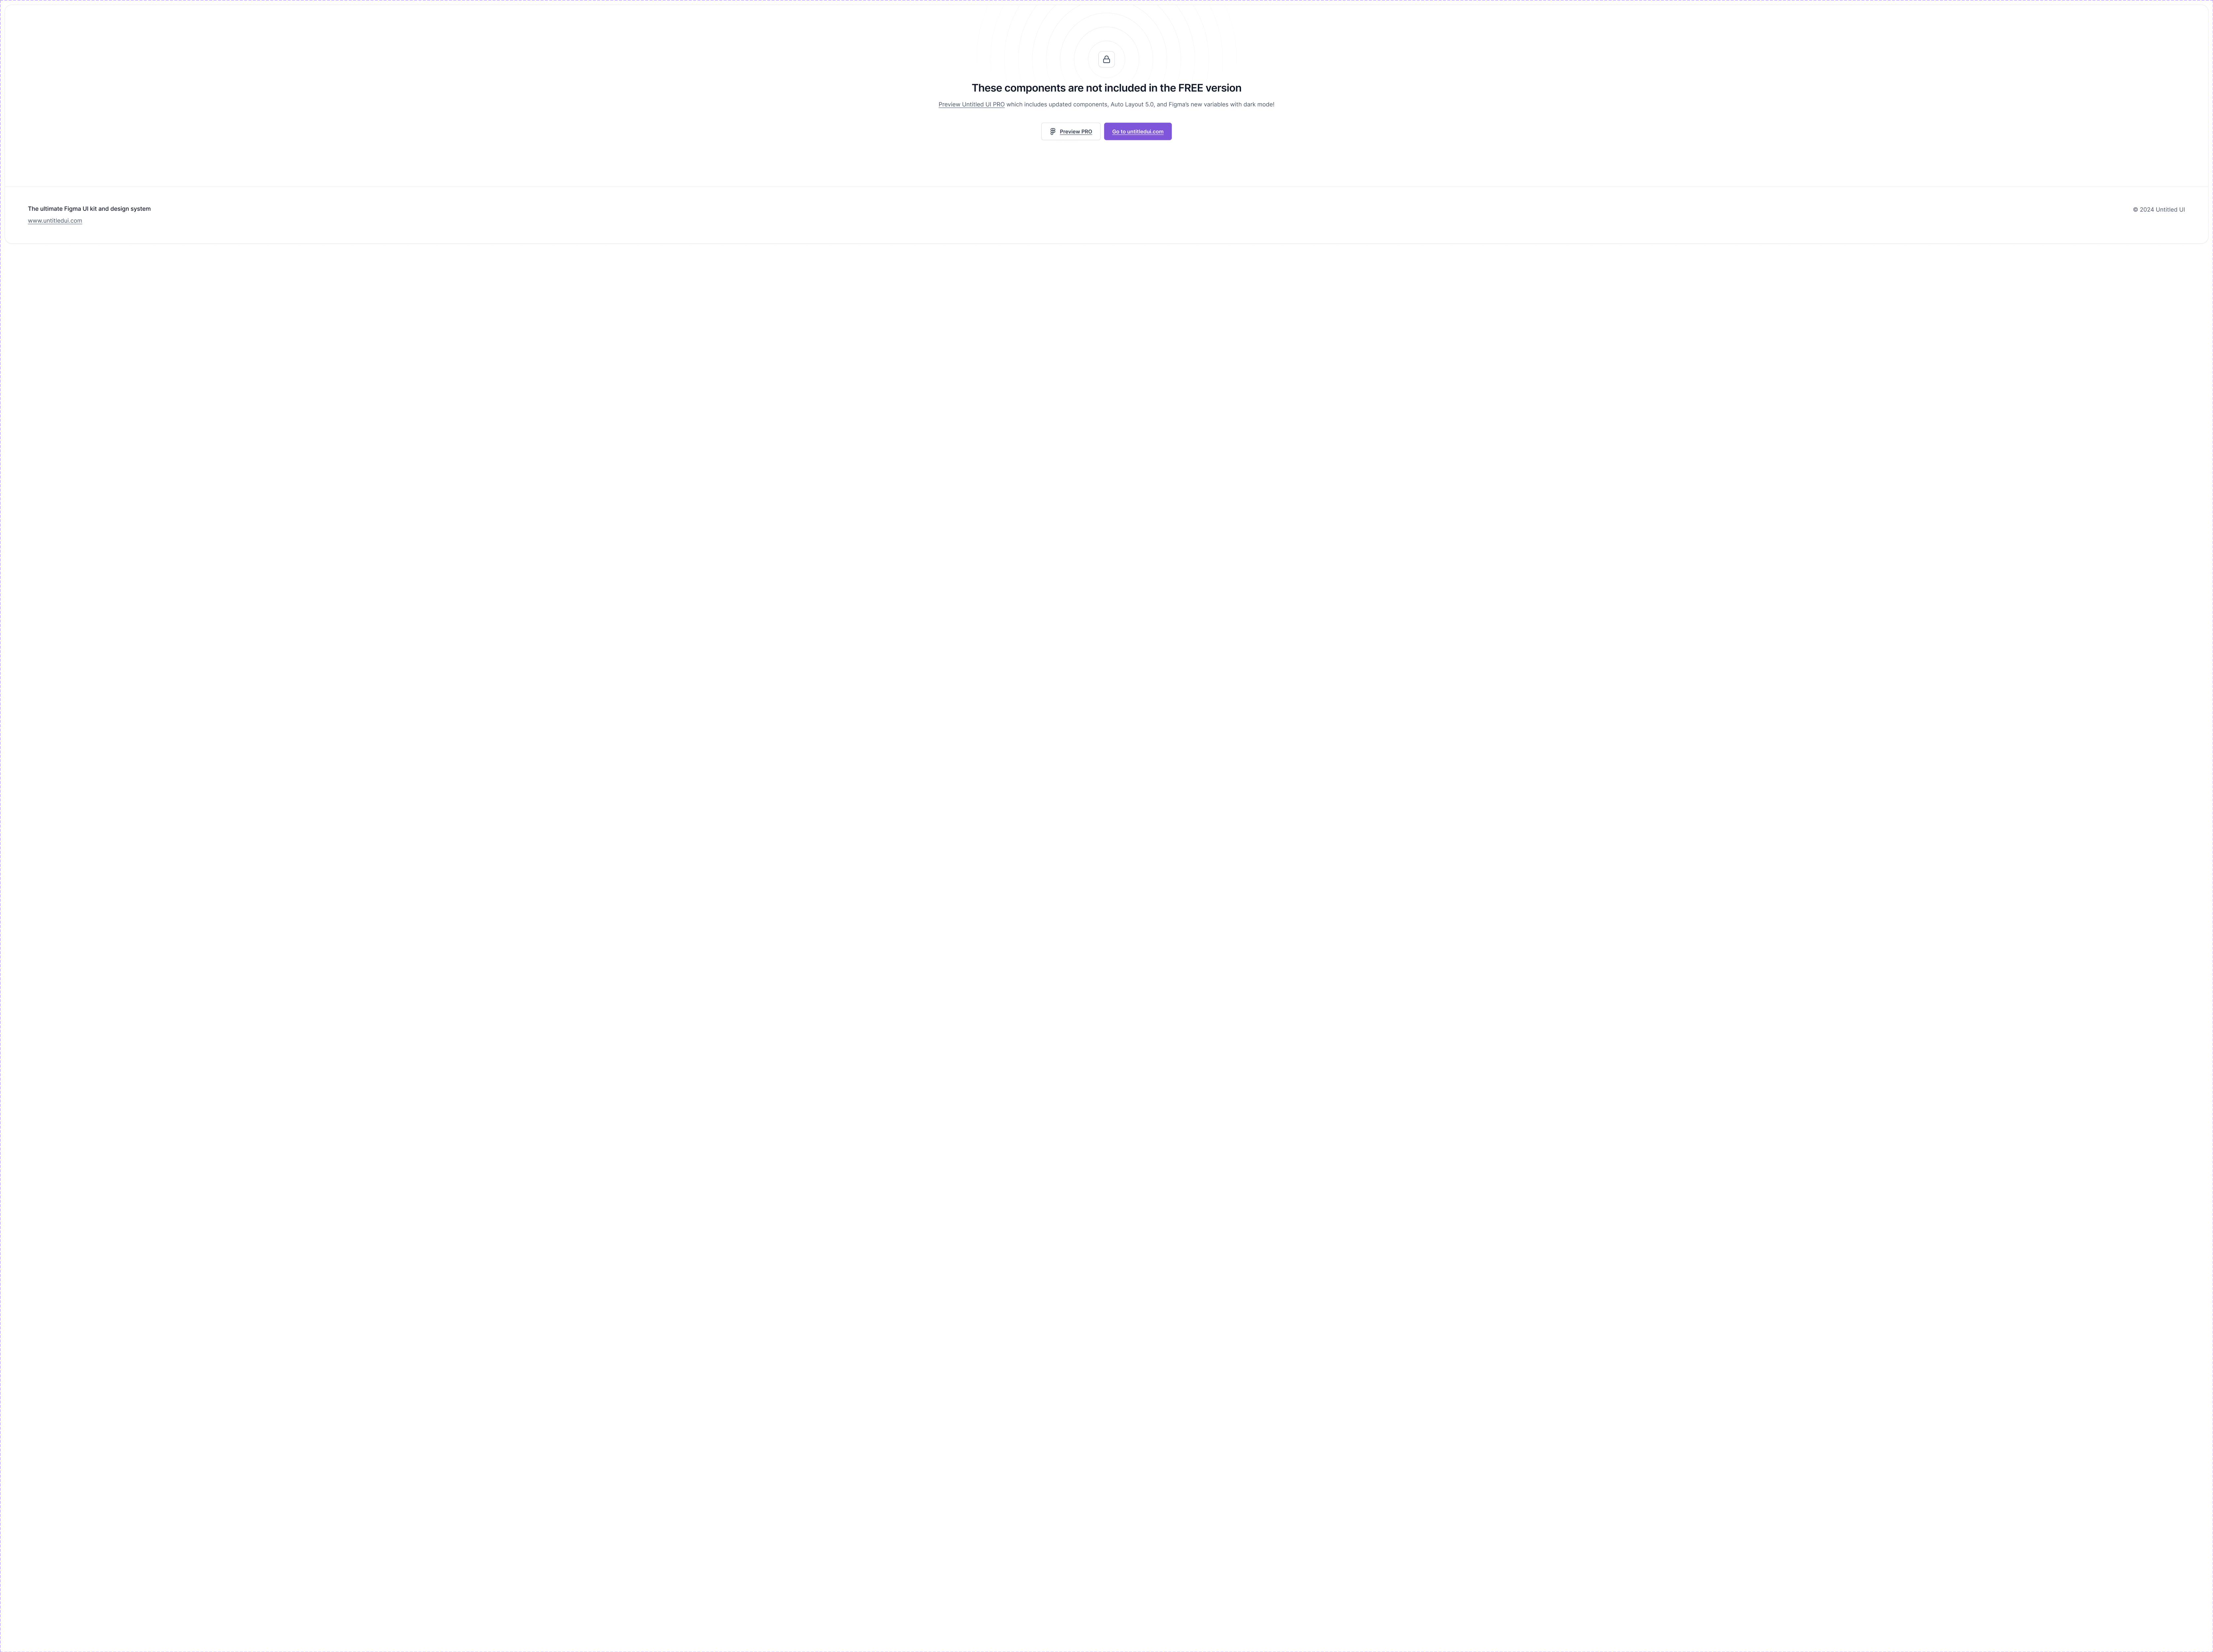 These components are not included in the FREE version
Preview Untitled UI PRO which includes updated components, Auto Layout 5.0, and Figma's new variables with dark mode!
Preview PRO
Go to untitledui.com
The ultimate Figma UI kit and design system
www.untitledui.com
© 2024 Untitled UI